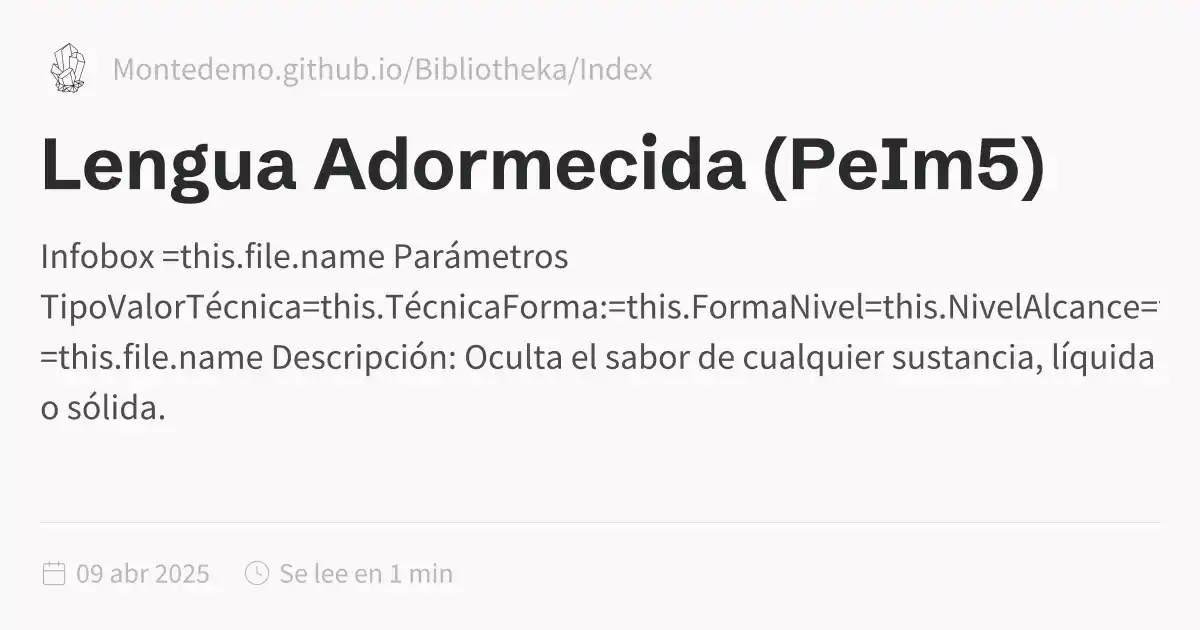 Montedemo.github.io/Bibliotheka/Index
Lengua Adormecida (PeIm5)
Infobox =this.file.name Parámetros
TipoValorTécnica=this.TécnicaForma:=this.FormaNivel=this.NivelAlcance=
=this.file.name Descripción: Oculta el sabor de cualquier sustancia, líquida
o sólida.
09 abr 2025 Se lee en 1 min